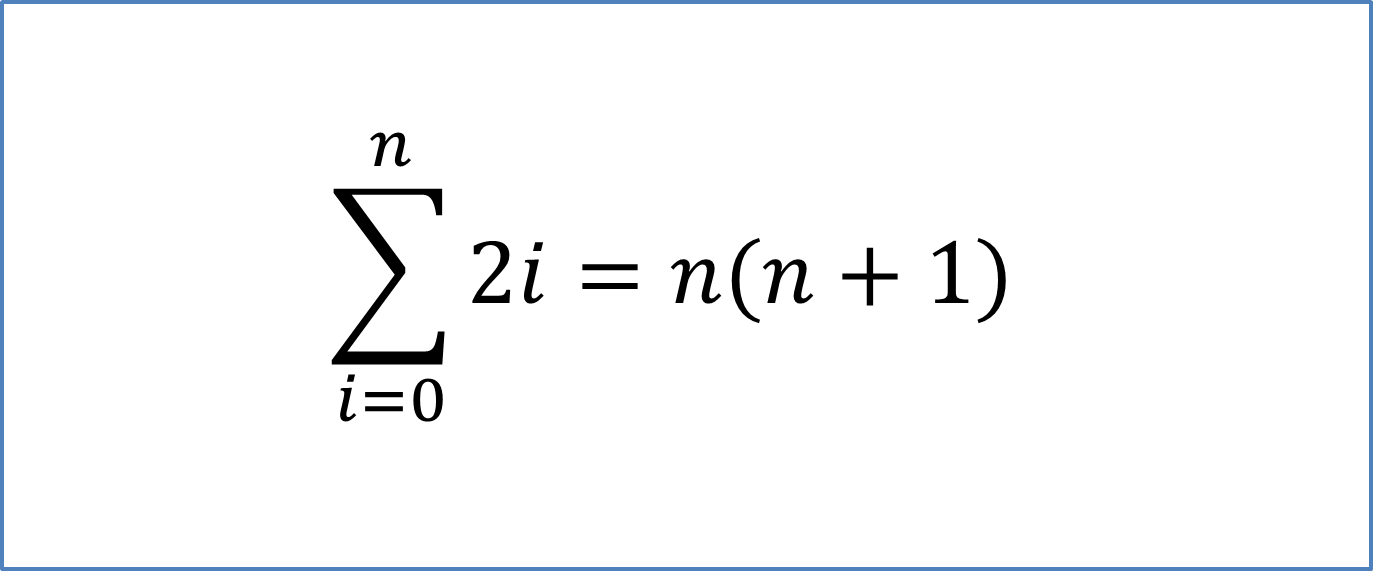 n
∑ 2i = n(n + 1)
i=0